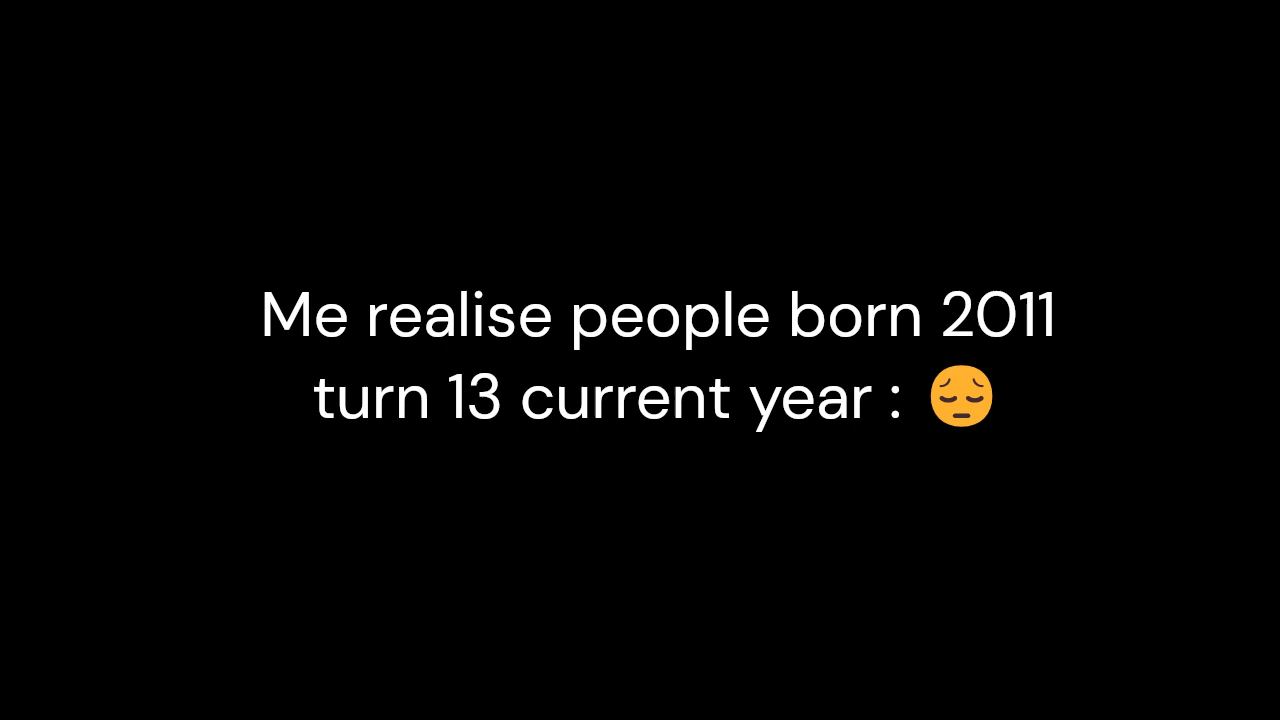 Me realise people born 2011
turn 13 current year : 😔